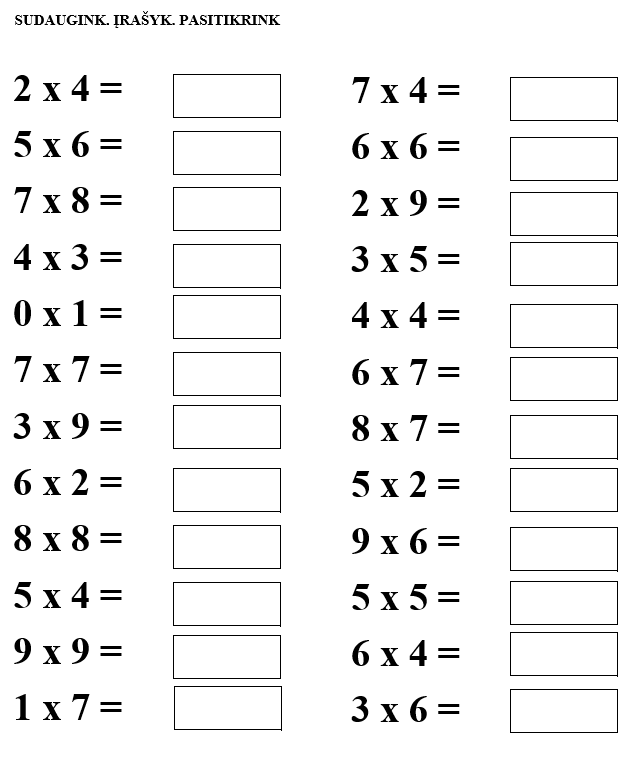 SUDAUGINK. ĮRAŠYK. PASITIKRINK
2 x 4 =
5 x 6 =
7 x 8 =
4 x 3 =
0 x 1 =
7 x 7 =
3 x 9 =
6 x 2 =
8 x 8 =
5 x 4 =
9 x 9 =
1 x 7 =
7 x 4 =
6 x 6 =
2 x 9 =
3 x 5 =
4 x 4 =
6 x 7 =
8 x 7 =
5 x 2 =
9 x 6 =
5 x 5 =
6 x 4 =
3 x 6 =